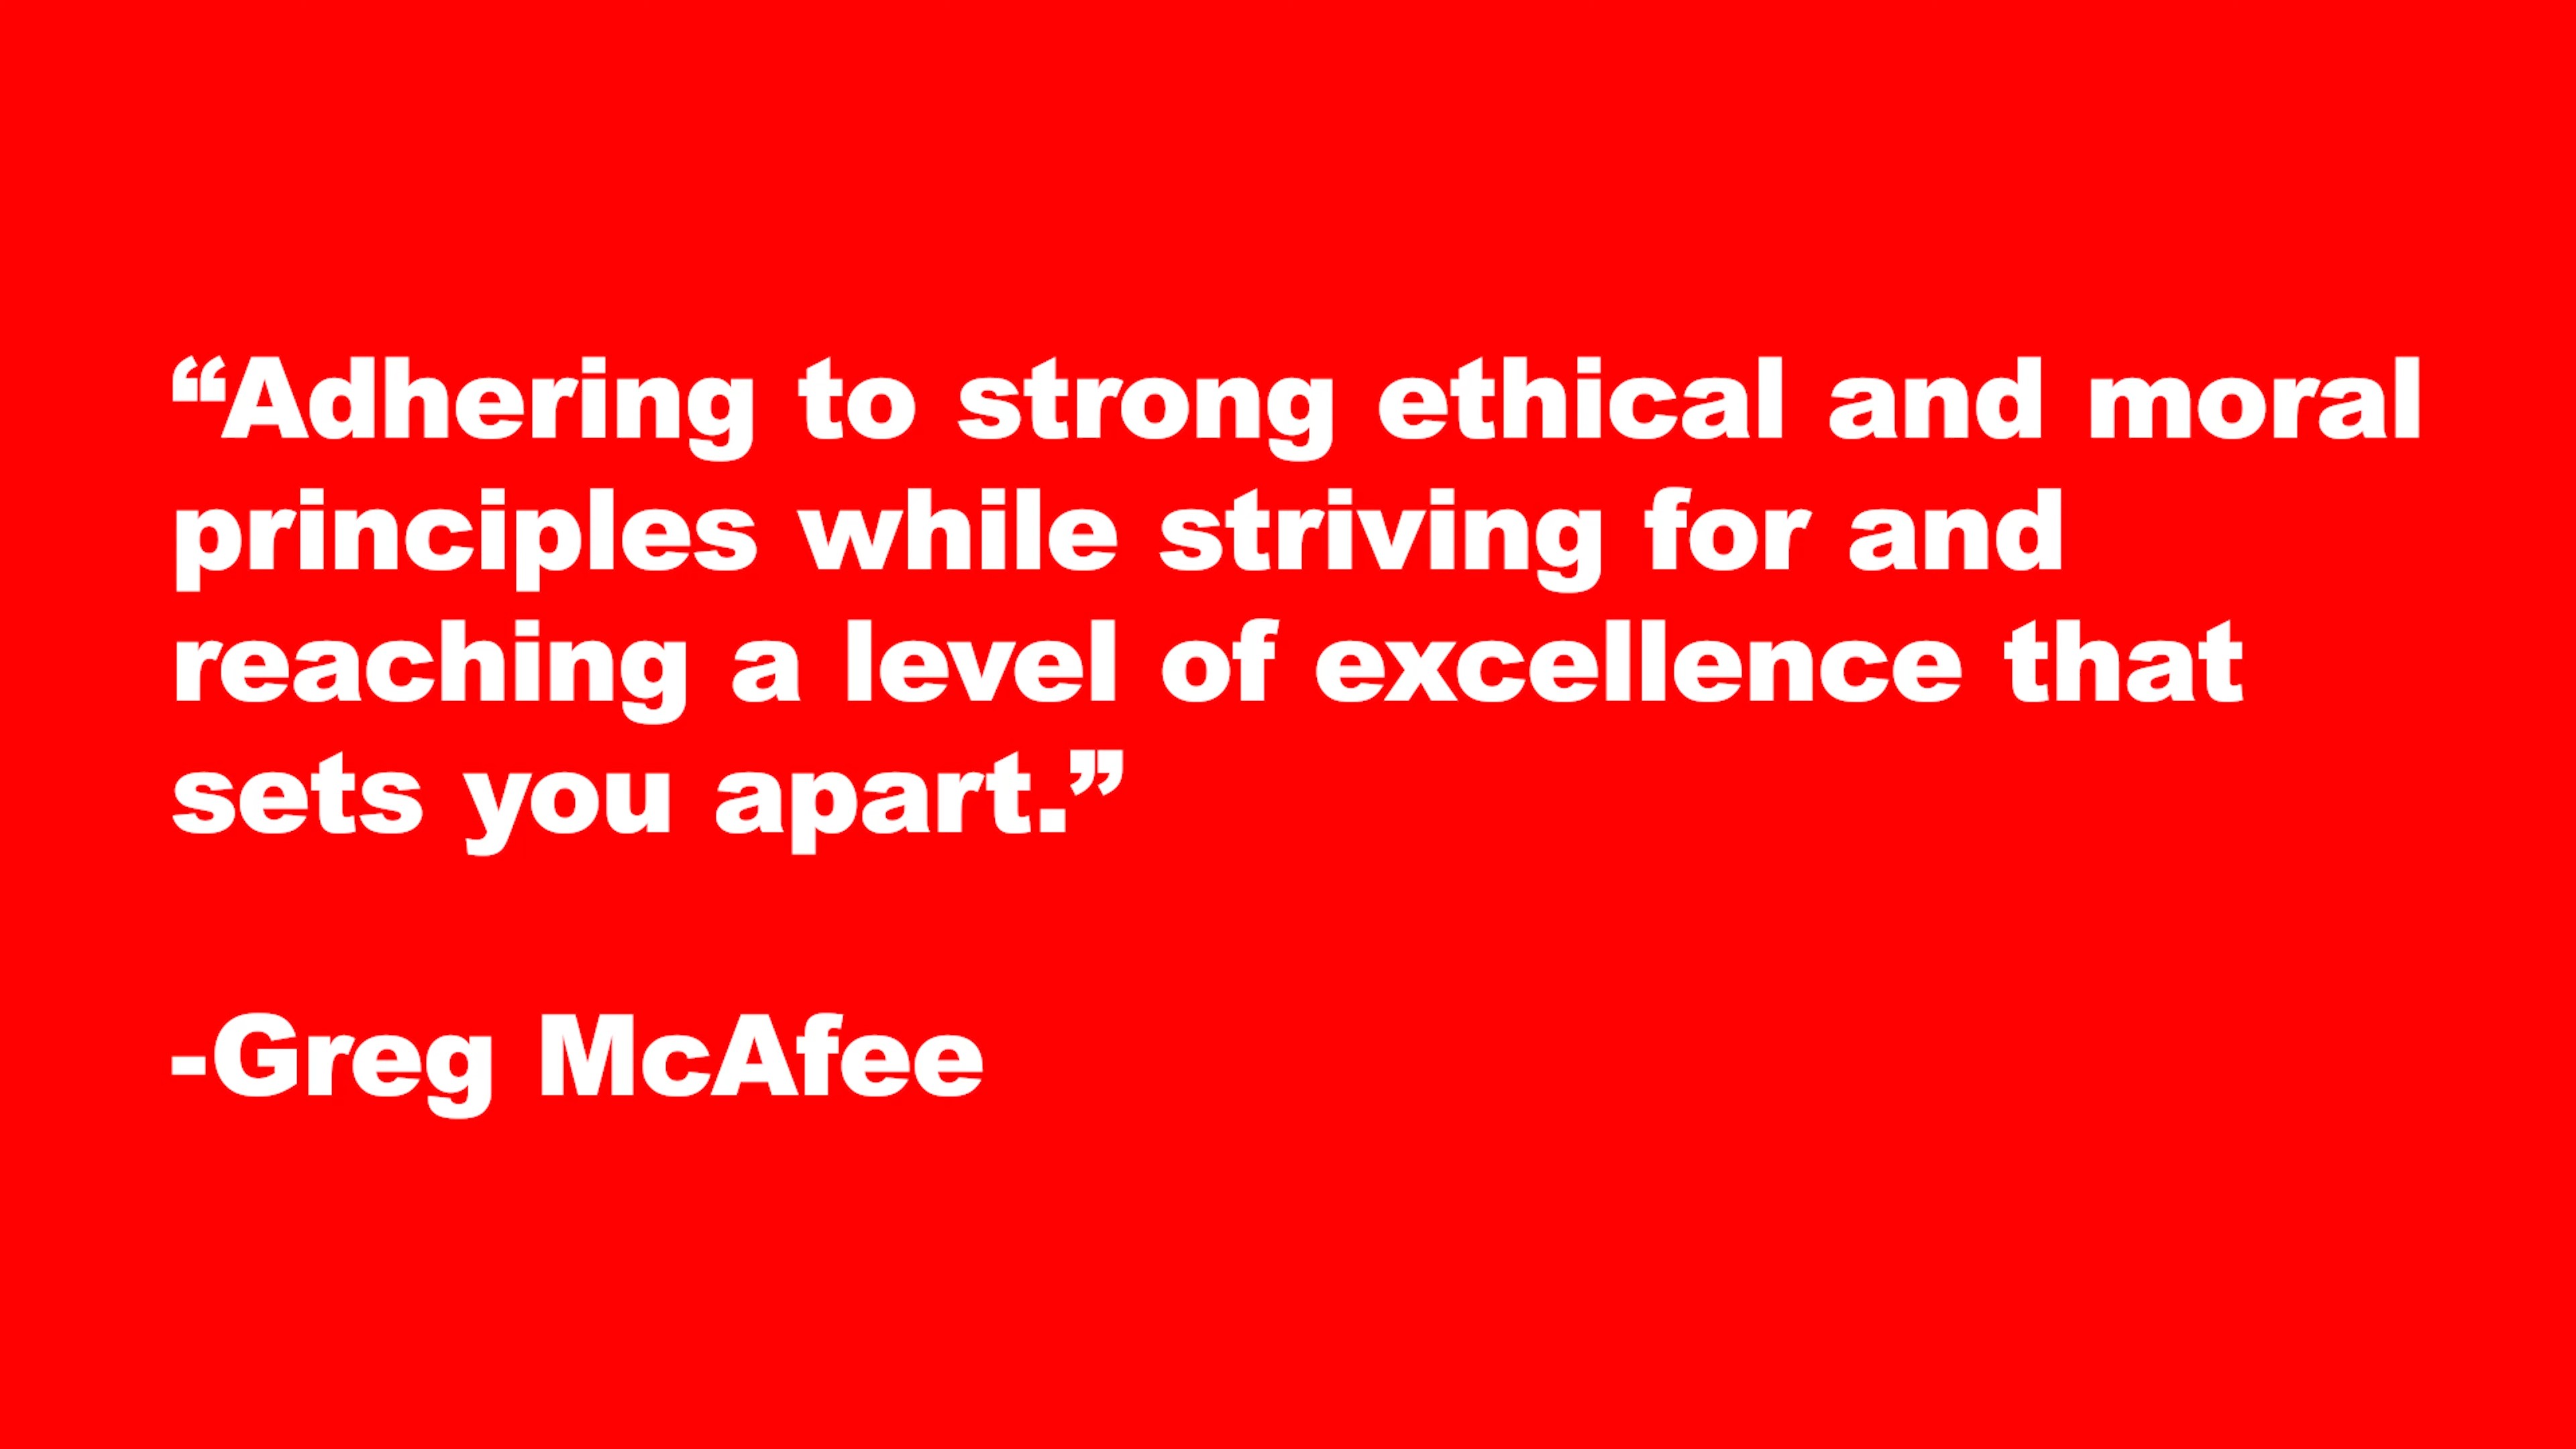 “Adhering to strong ethical and moral
principles while striving for and
reaching a level of excellence that
sets you apart.”
-Greg McAfee